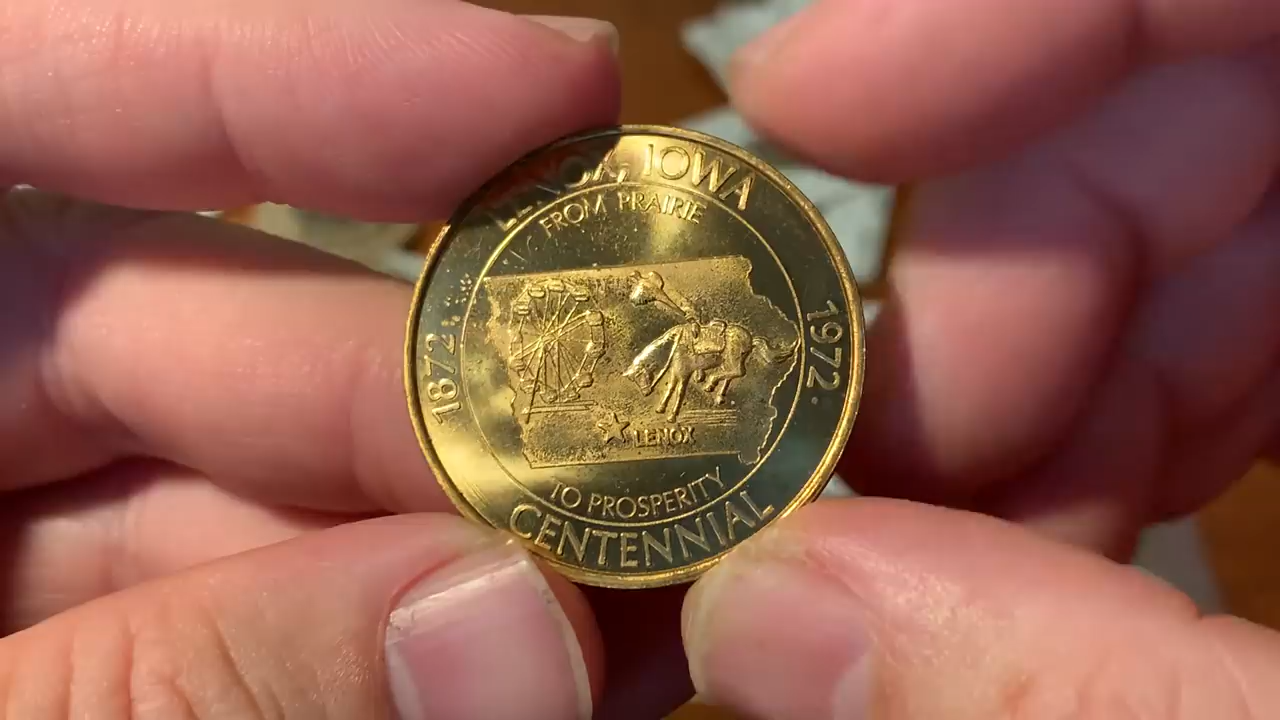 LENOX, IOWA
FROM PRAIRIE
1872
1972
LENOX
TO PROSPERITY
CENTENNIAL